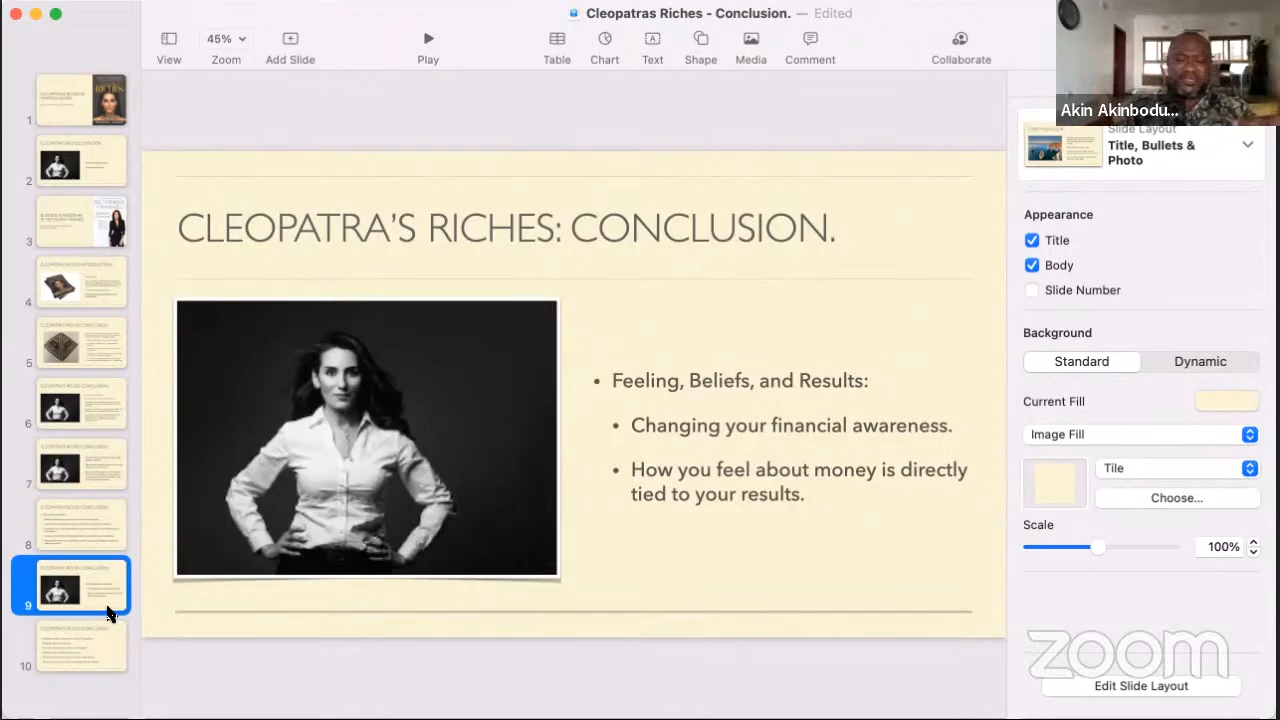 Cleopatras Riches - Conclusion. — Edited
45%
View
Zoom
Add Slide
Play
Table
Chart
Text
Shape
Media
Comment
Collaborate
Akin Akinbodu...
1
2
3
4
5
6
7
8
9
10
CLEOPATRA'S RICHES: CONCLUSION.
• Feeling, Beliefs, and Results:
• Changing your financial awareness.
• How you feel about money is directly
tied to your results.
Slide Layout
Title, Bullets &
Photo
Appearance
Title
Body
Slide Number
Background
Standard
Dynamic
Current Fill
Image Fill
Tile
Choose...
Scale
100%
zoom
Edit Slide Layout